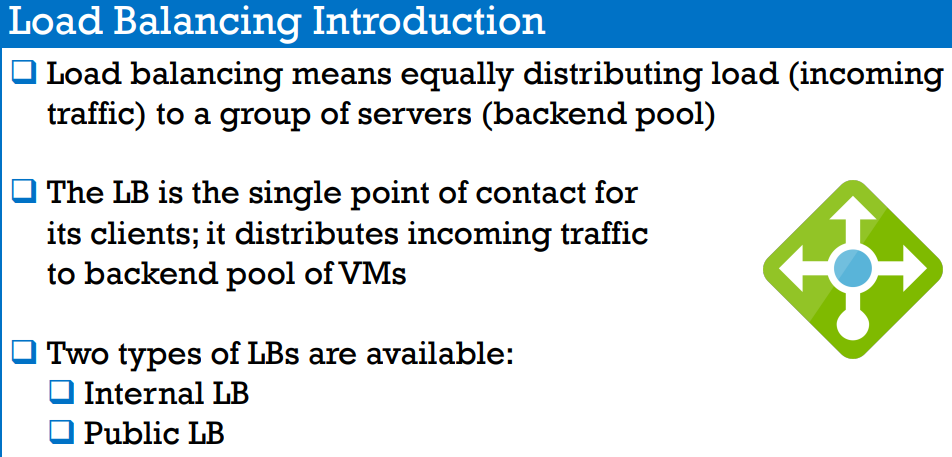 Load Balancing Introduction
Load balancing means equally distributing load (incoming
traffic) to a group of servers (backend pool)
The LB is the single point of contact for
its clients; it distributes incoming traffic
to backend pool of VMs
Two types of LBs are available:
Internal LB
Public LB